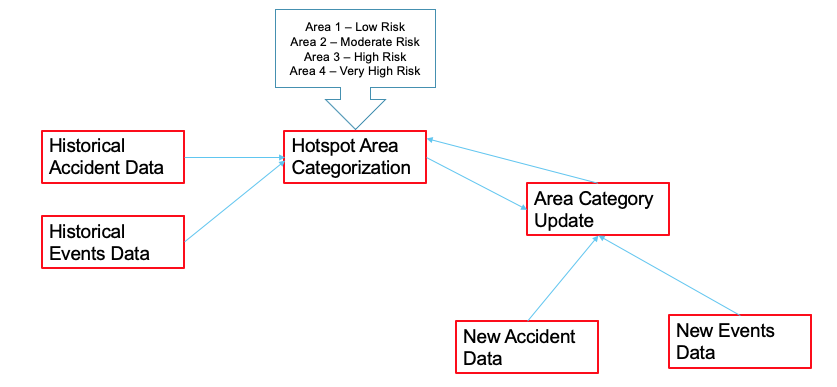 Area 1 – Low Risk
Area 2 – Moderate Risk
Area 3 – High Risk
Area 4 – Very High Risk
Historical
Accident Data
Hotspot Area
Categorization
Historical
Events Data
Area Category
Update
New Accident
Data
New Events
Data